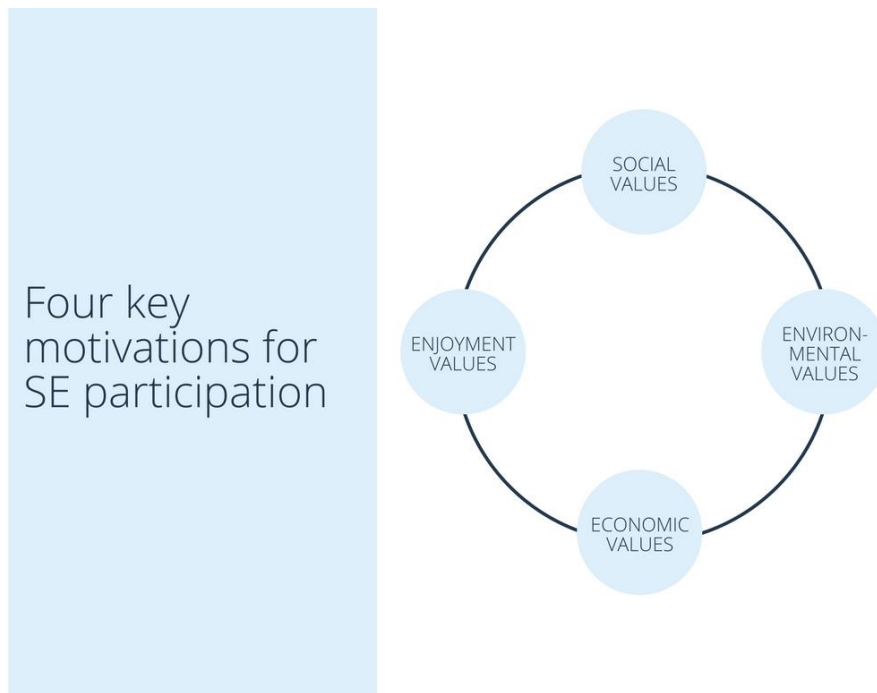 Four key
motivations for
SE participation
SOCIAL
VALUES
ENJOYMENT
VALUES
ENVIRON-
MENTAL
VALUES
ECONOMIC
VALUES